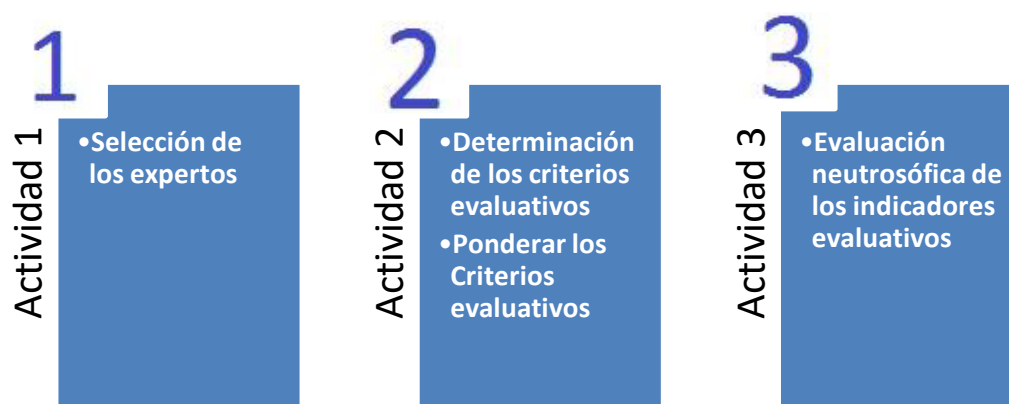 1
Actividad 1
•Selección de
los expertos
2
Actividad 2
•Determinación
de los criterios
evaluativos
•Ponderar los
Criterios
evaluativos
3
Actividad 3
•Evaluación
neutrosófica de
los indicadores
evaluativos